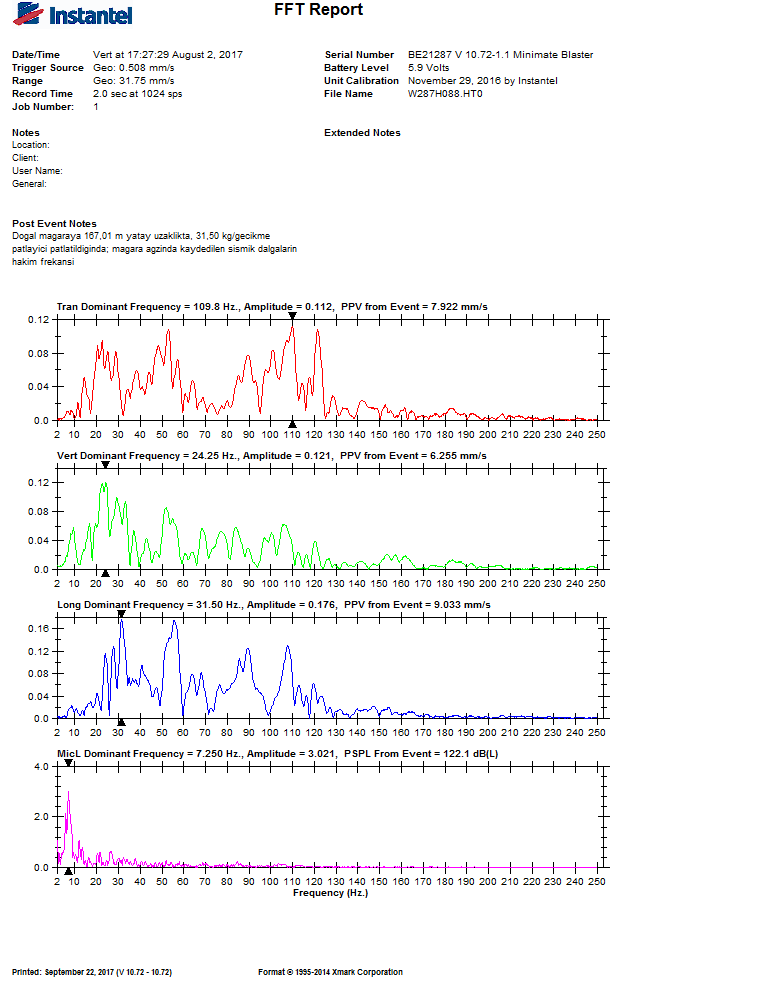 Instantel
FFT Report
Date/Time Vert at 17:27:29 August 2, 2017
Trigger Source Geo: 0.508 mm/s
Range Geo: 31.75 mm/s
Record Time 2.0 sec at 1024 sps
Job Number: 1
Serial Number BE21287 V 10.72-1.1 Minimate Blaster
Battery Level 5.9 Volts
Unit Calibration November 29, 2016 by Instantel
File Name W287H088.HT0
Notes
Location:
Client:
User Name:
General:
Extended Notes
Post Event Notes
Dogal magaraya 167,01 m yatay uzaklikta, 31,50 kg/gecikme
patlayici patlatildiginda; magara agzinda kaydedilen sismik dalgalarin
hakim frekansi
Tran Dominant Frequency = 109.8 Hz., Amplitude = 0.112, PPV from Event = 7.922 mm/s
0.12
0.08
0.04
0.0
2 10 20 30 40 50 60 70 80 90 100 110 120 130 140 150 160 170 180 190 200 210 220 230 240 250
Vert Dominant Frequency = 24.25 Hz., Amplitude = 0.121, PPV from Event = 6.255 mm/s
0.12
0.08
0.04
0.0
2 10 20 30 40 50 60 70 80 90 100 110 120 130 140 150 160 170 180 190 200 210 220 230 240 250
Long Dominant Frequency = 31.50 Hz., Amplitude = 0.176, PPV from Event = 9.033 mm/s
0.16
0.12
0.08
0.04
0.0
2 10 20 30 40 50 60 70 80 90 100 110 120 130 140 150 160 170 180 190 200 210 220 230 240 250
MicL Dominant Frequency = 7.250 Hz., Amplitude = 3.021, PSPL From Event = 122.1 dB(L)
4.0
2.0
0.0
2 10 20 30 40 50 60 70 80 90 100 110 120 130 140 150 160 170 180 190 200 210 220 230 240 250
Frequency (Hz.)
Printed: September 22, 2017 (V 10.72 - 10.72)
Format © 1995-2014 Xmark Corporation